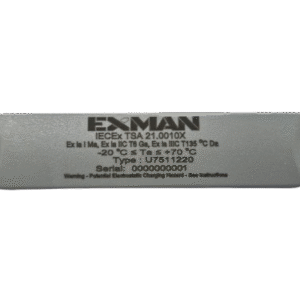 EXMAN
IECEx TSA 21.0010X
Ex ia I Ma, Ex ia IIC T6 Ga, Ex ia IIIC T135 °C Da
-20 °C ≤ Ta ≤ +70 °C
Type : U7511220
Serial: 0000000001
Warning - Potential Electrostatic Charging Hazard - See Instructions